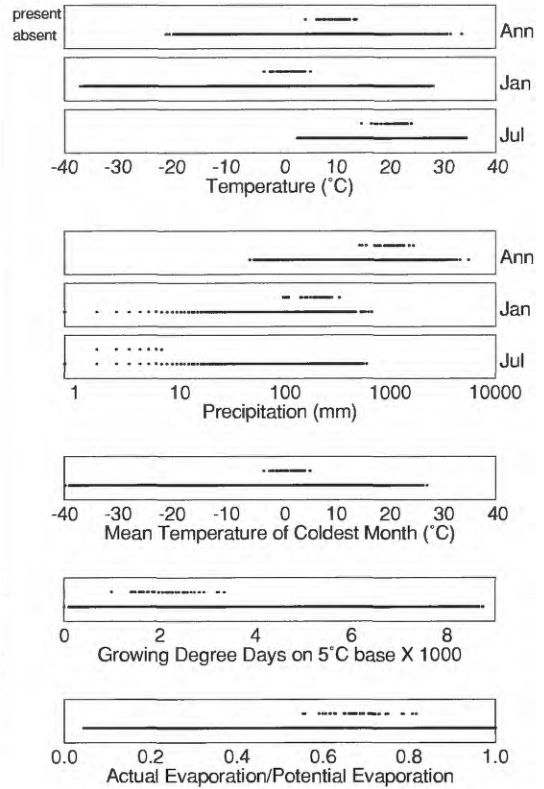 present
absent
Ann
Jan
Jul
-40 -30 -20 -10 0 10 20 30 40
Temperature (˚C)
Ann
Jan
Jul
1 10 100 1000 10000
Precipitation (mm)
-40 -30 -20 -10 0 10 20 30 40
Mean Temperature of Coldest Month (˚C)
0 2 4 6 8
Growing Degree Days on 5˚C base X 1000
0.0 0.2 0.4 0.6 0.8 1.0
Actual Evaporation/Potential Evaporation